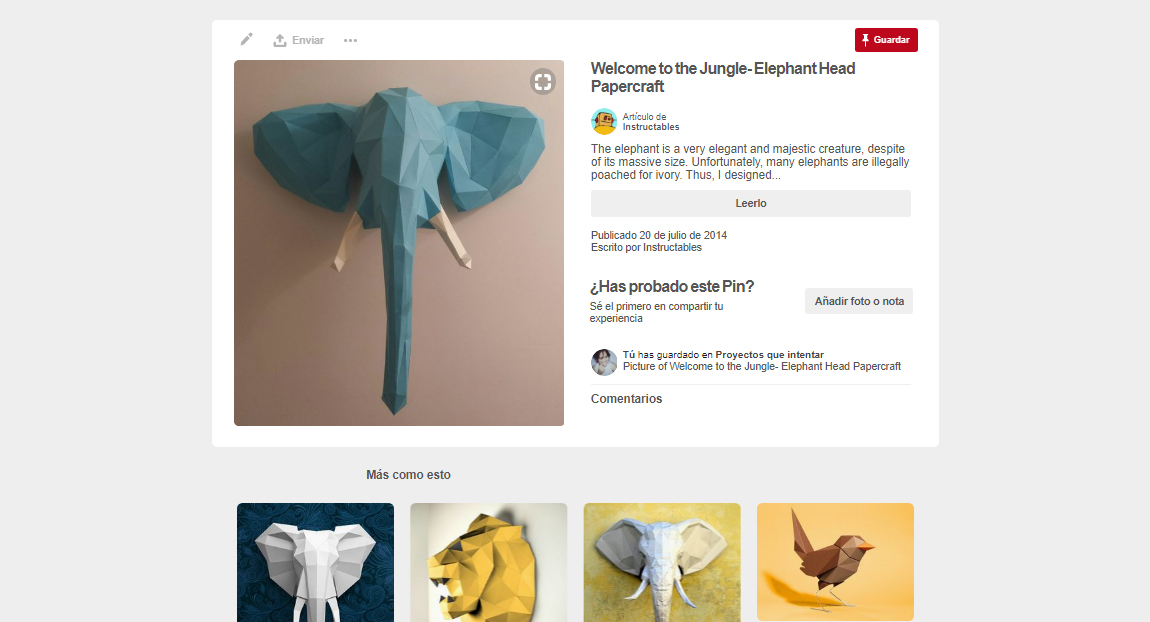 Enviar
Guardar
Welcome to the Jungle- Elephant Head
Papercraft
Artículo de
Instructables
The elephant is a very elegant and majestic creature, despite
of its massive size. Unfortunately, many elephants are illegally
poached for ivory. Thus, I designed...
Leerlo
Publicado 20 de julio de 2014
Escrito por Instructables
¿Has probado este Pin?
Sé el primero en compartir tu
experiencia
Añadir foto o nota
Tú has guardado en Proyectos que intentar
Picture of Welcome to the Jungle- Elephant Head Papercraft
Comentarios
Más como esto